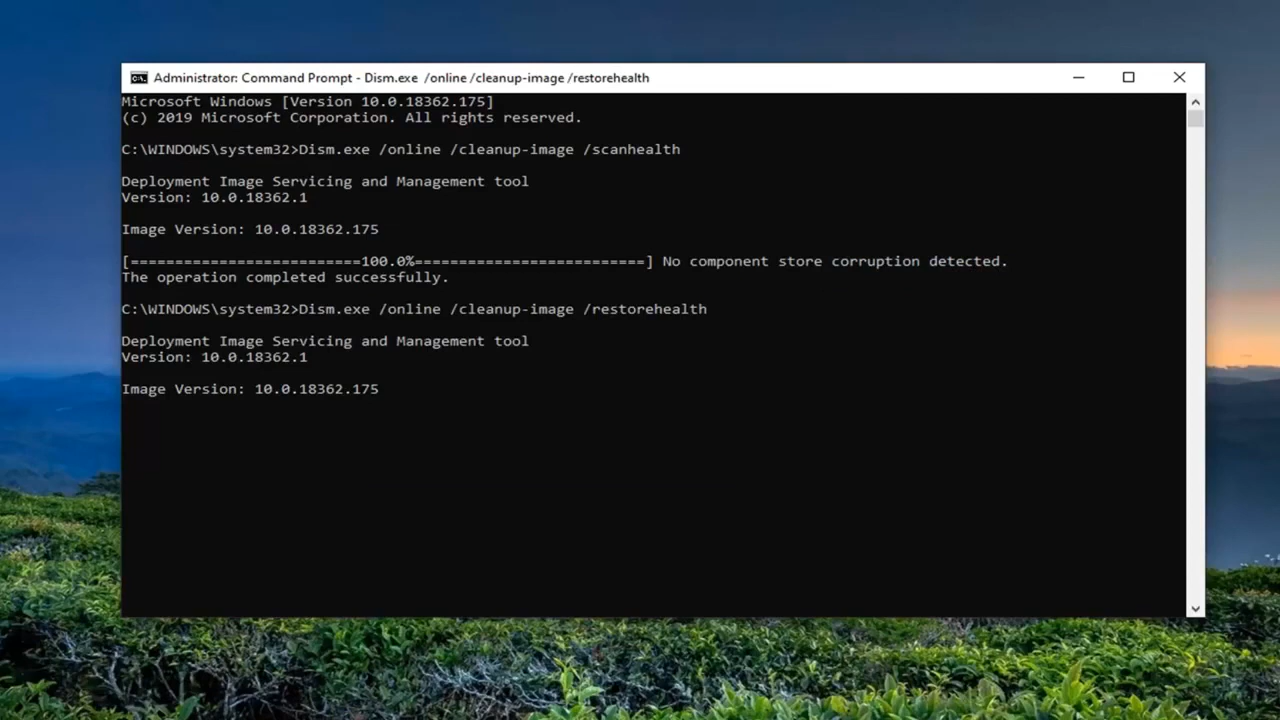 Administrator: Command Prompt - Dism.exe /online /cleanup-image /restorehealth
Microsoft Windows [Version 10.0.18362.175]
(c) 2019 Microsoft Corporation. All rights reserved.
C:\WINDOWS\system32>Dism.exe /online /cleanup-image /scanhealth
Deployment Image Servicing and Management tool
Version: 10.0.18362.1
Image Version: 10.0.18362.175
[==========================100.0%==========================] No component store corruption detected.
The operation completed successfully.
C:\WINDOWS\system32>Dism.exe /online /cleanup-image /restorehealth
Deployment Image Servicing and Management tool
Version: 10.0.18362.1
Image Version: 10.0.18362.175